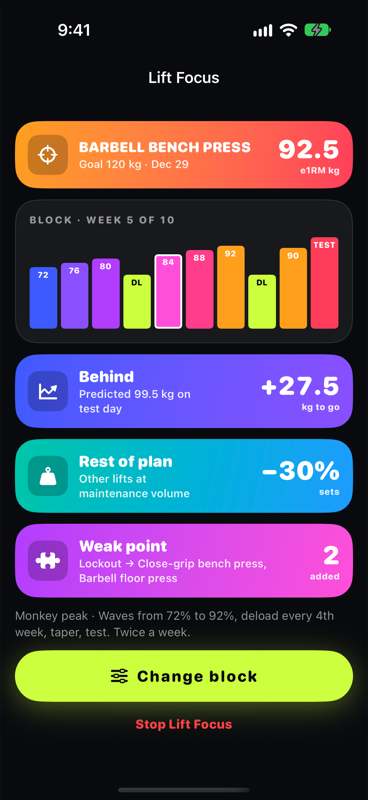 9:41
Lift Focus
BARBELL BENCH PRESS
Goal 120 kg · Dec 29
92.5
e1RM kg
BLOCK · WEEK 5 OF 10
72
76
80
DL
84
88
92
DL
90
TEST
Behind
Predicted 99.5 kg on
test day
+27.5
kg to go
Rest of plan
Other lifts at
maintenance volume
−30%
sets
Weak point
Lockout → Close-grip bench press,
Barbell floor press
2
added
Monkey peak · Waves from 72% to 92%, deload every 4th
week, taper, test. Twice a week.
Change block
Stop Lift Focus